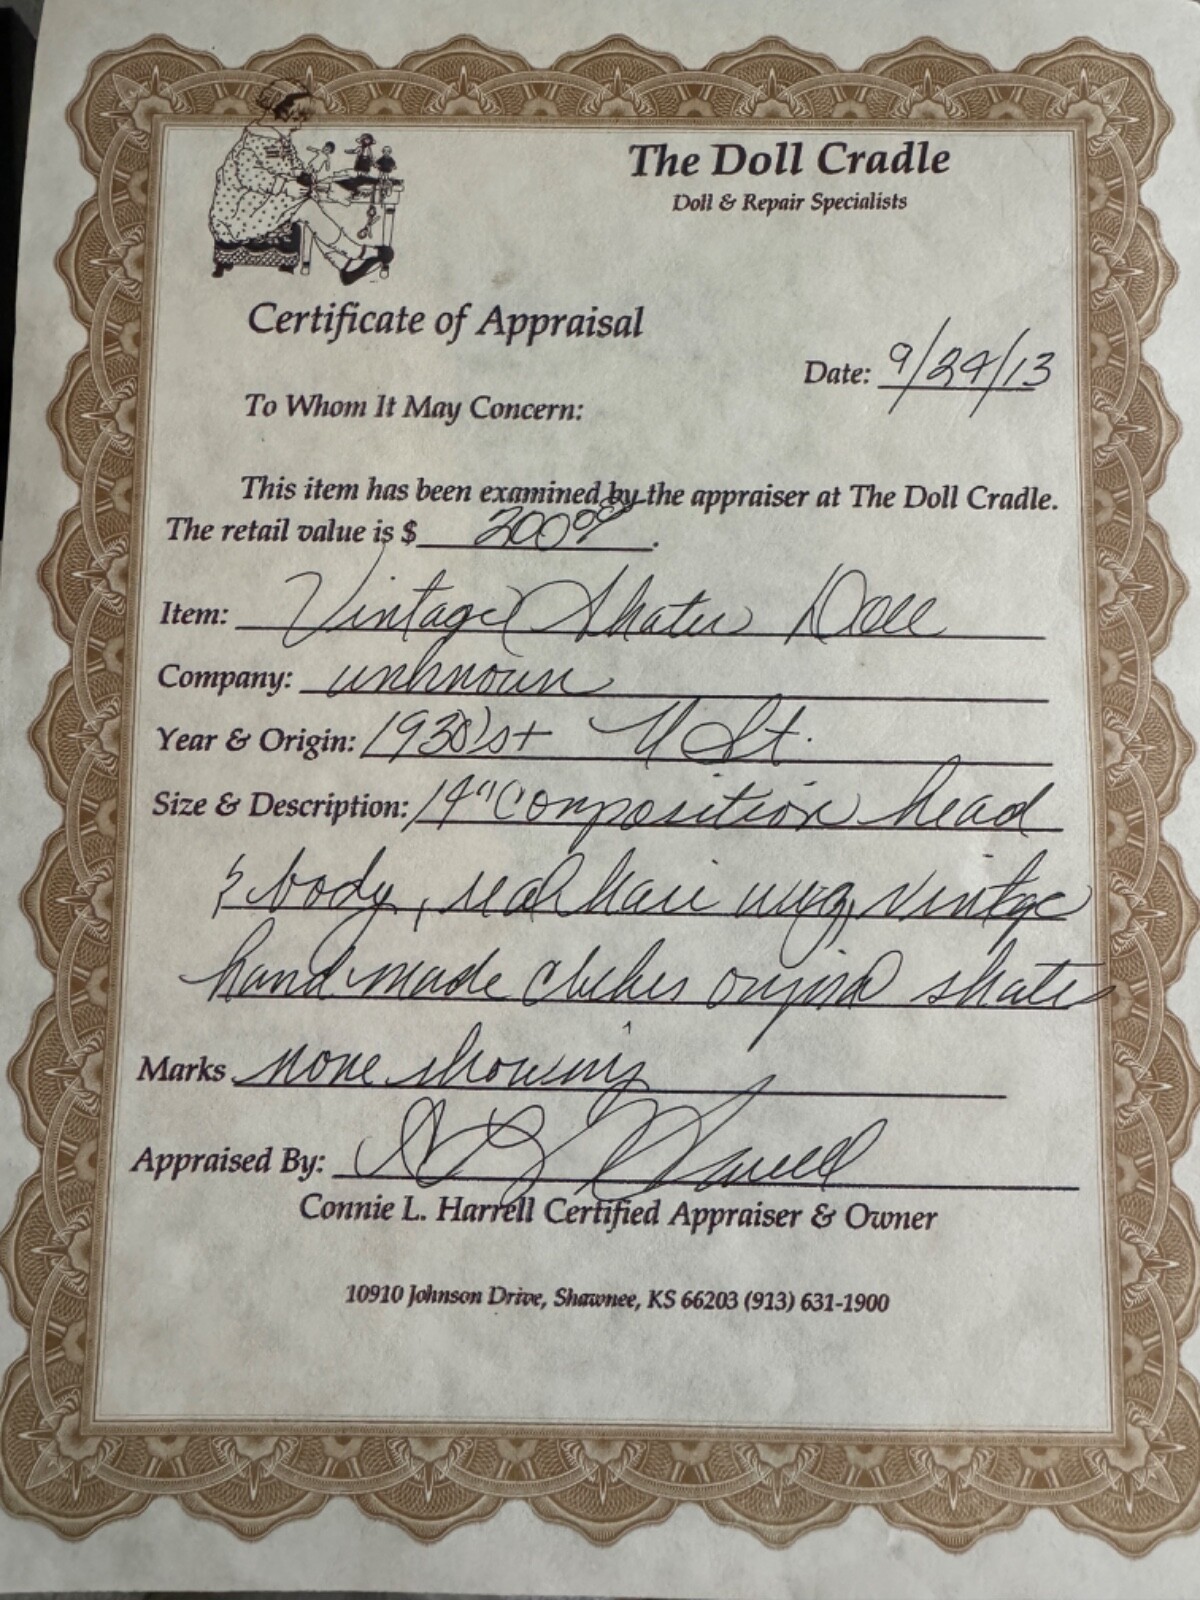 The Doll Cradle
Doll & Repair Specialists
Certificate of Appraisal
Date: 9/24/13
To Whom It May Concern:
This item has been examined by the appraiser at The Doll Cradle.
The retail value is $ 200.00.
Item: Vintage Skater Doll
Company: unknown
Year & Origin: 1930's+ U St.
Size & Description: 14" Composition head
& body, real hair wig, vintage
hand made clothes original skates
Marks none showing
Appraised By:
Connie L. Harrell Certified Appraiser & Owner
10910 Johnson Drive, Shawnee, KS 66203 (913) 631-1900